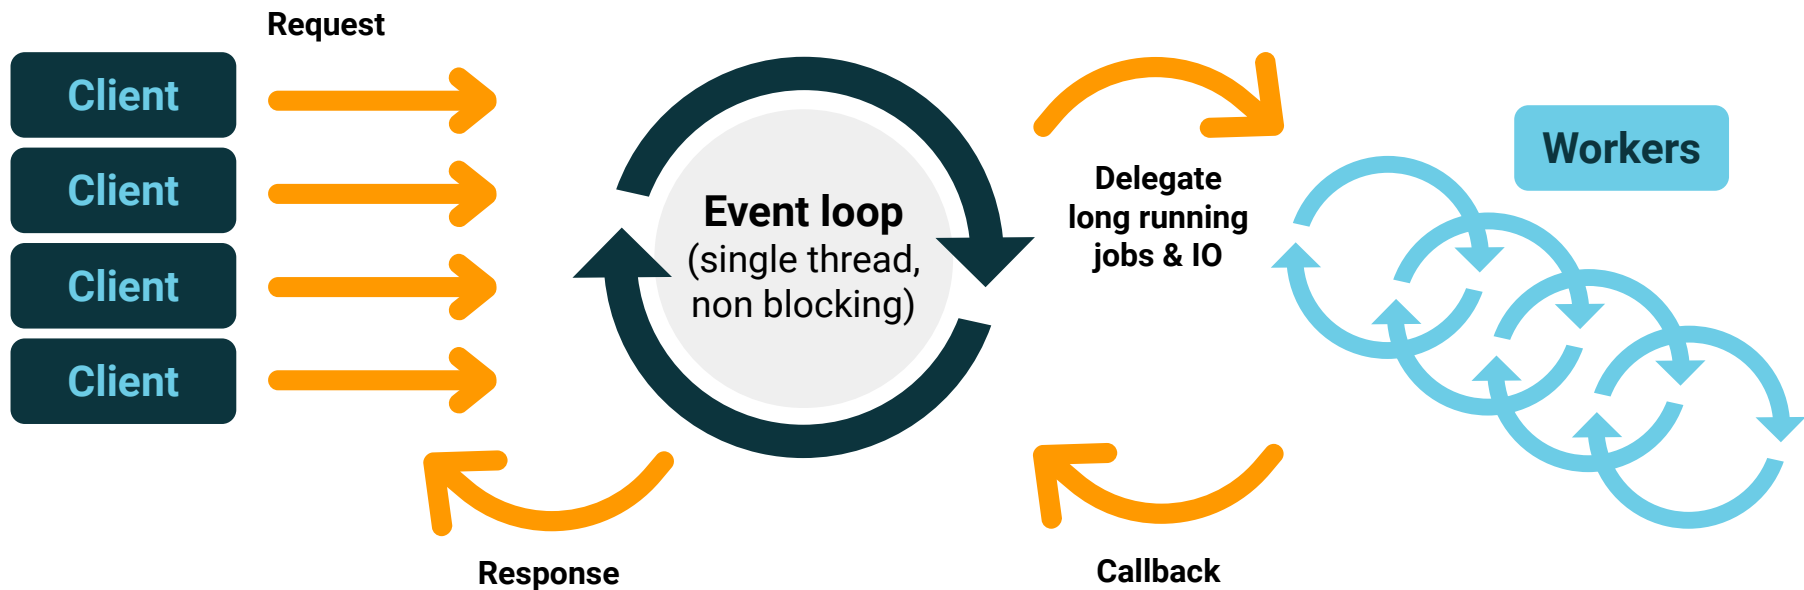 Request
Client
Client
Client
Client
Event loop
(single thread,
non blocking)
Delegate
long running
jobs & IO
Workers
Response
Callback